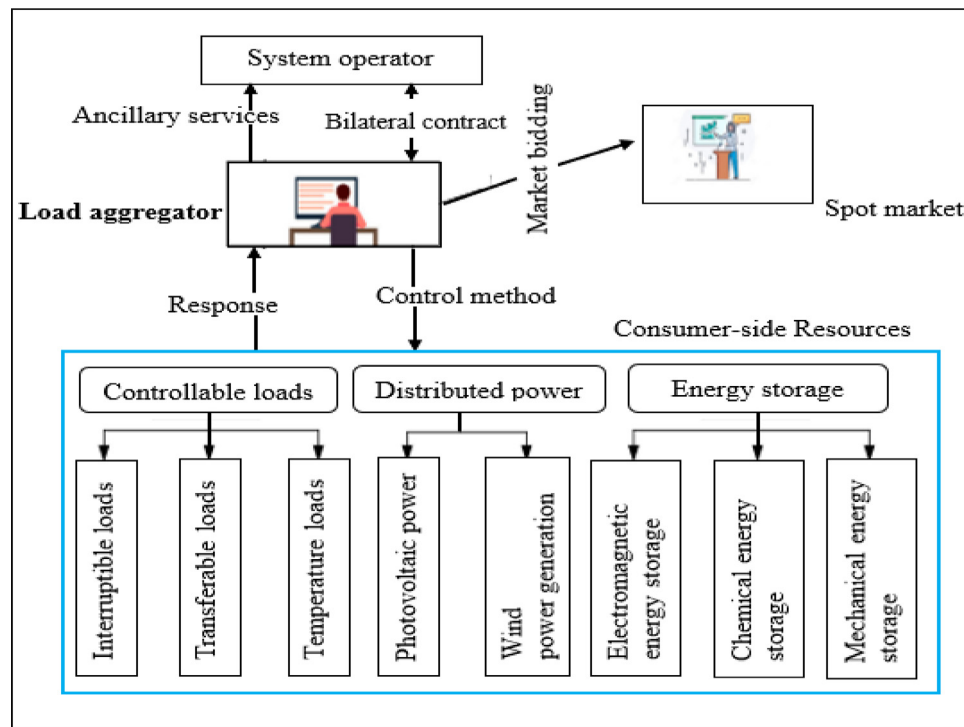 System operator
Ancillary services
Bilateral contract
Market bidding
Load aggregator
Spot market
Response
Control method
Consumer-side Resources
Controllable loads
Distributed power
Energy storage
Interruptible loads
Transferable loads
Temperature loads
Photovoltaic power
Wind
power generation
Electromagnetic
energy storage
Chemical energy
storage
Mechanical energy
storage